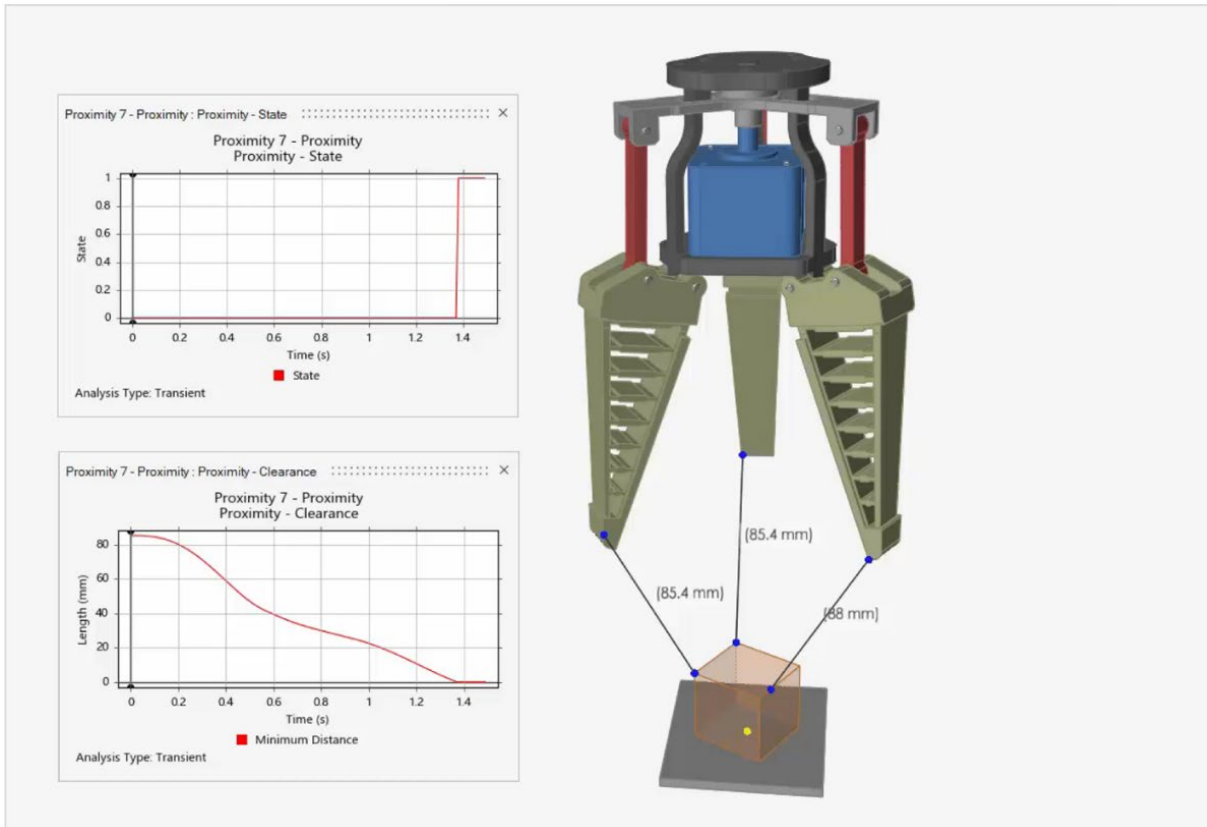 Proximity 7 - Proximity : Proximity - State
Proximity 7 - Proximity
Proximity - State
1
0.8
0.6
0.4
0.2
0
State
0 0.2 0.4 0.6 0.8 1 1.2 1.4
Time (s)
State
Analysis Type: Transient
Proximity 7 - Proximity : Proximity - Clearance
Proximity 7 - Proximity
Proximity - Clearance
80
60
40
20
0
Length (mm)
0 0.2 0.4 0.6 0.8 1 1.2 1.4
Time (s)
Minimum Distance
Analysis Type: Transient
(85.4 mm)
(85.4 mm)
(88 mm)